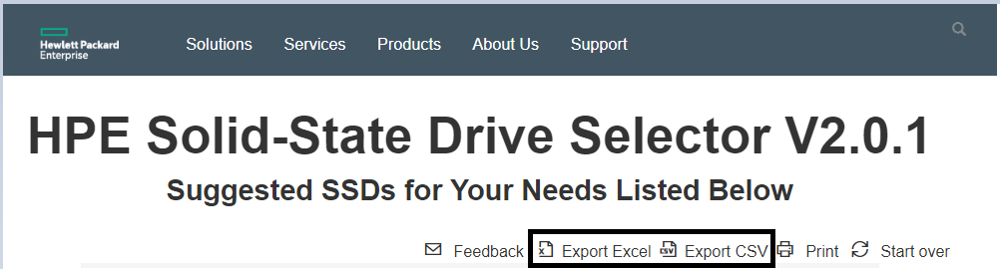 Hewlett Packard
Enterprise
Solutions Services Products About Us Support
HPE Solid-State Drive Selector V2.0.1
Suggested SSDs for Your Needs Listed Below
Feedback Export Excel Export CSV Print Start over